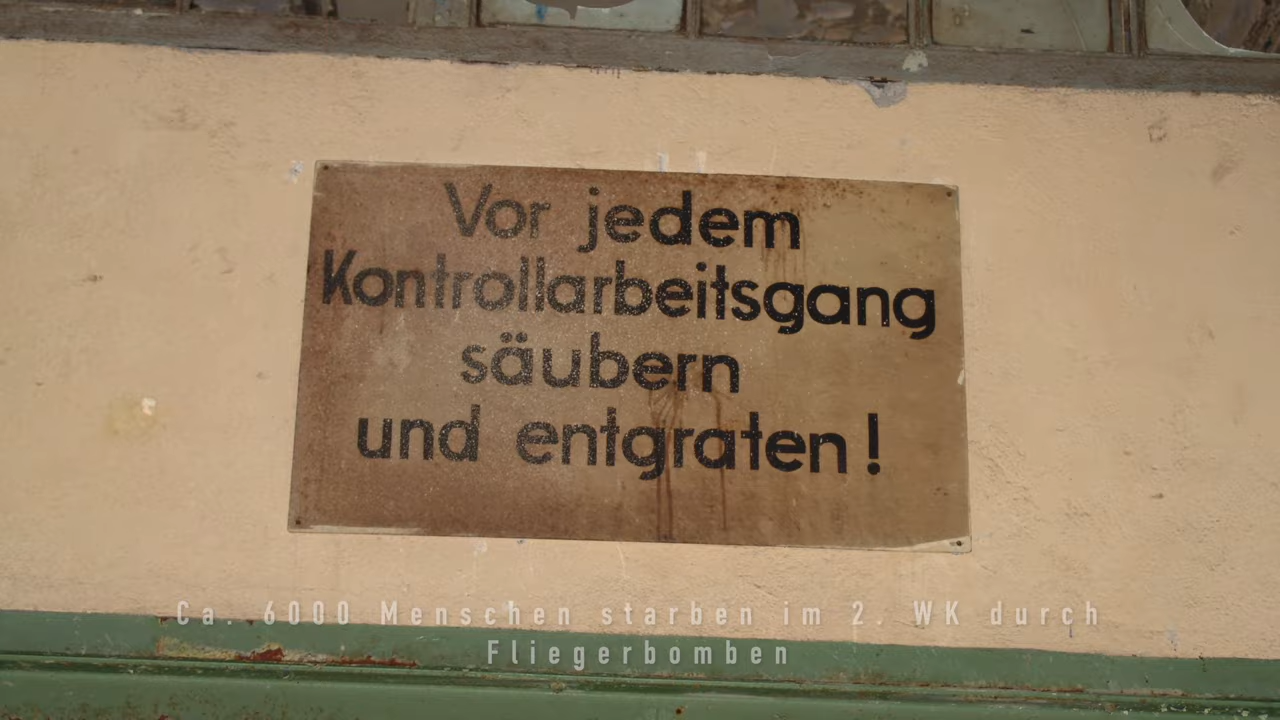 Vor jedem
Kontrollarbeitsgang
säubern
und entgraten!
Ca. 6000 Menschen starben im 2. WK durch
Fliegerbomben